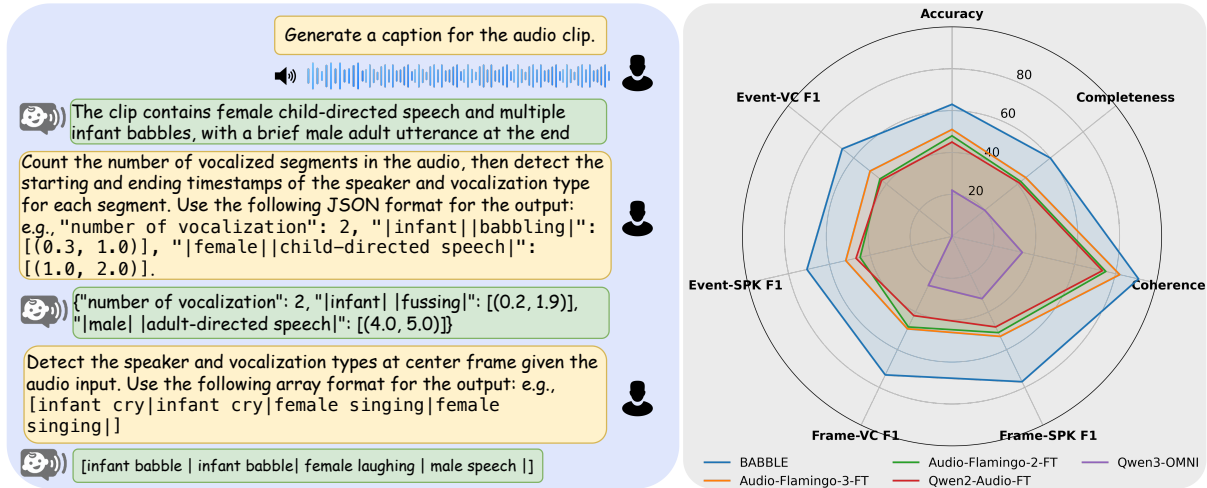 Generate a caption for the audio clip.
The clip contains female child-directed speech and multiple
infant babbles, with a brief male adult utterance at the end
Count the number of vocalized segments in the audio, then detect the
starting and ending timestamps of the speaker and vocalization type
for each segment. Use the following JSON format for the output:
e.g., "number of vocalization": 2, "|infant||babbling|":
[(0.3, 1.0)], "|female||child-directed speech|":
[(1.0, 2.0)].
{"number of vocalization": 2, "|infant| |fussing|": [(0.2, 1.9)],
"|male| |adult-directed speech|": [(4.0, 5.0)]}
Detect the speaker and vocalization types at center frame given the
audio input. Use the following array format for the output: e.g.,
[infant cry|infant cry|female singing|female
singing|]
[infant babble | infant babble| female laughing | male speech |]
Accuracy
80
Event-VC F1
Completeness
60
40
20
Event-SPK F1
Coherence
Frame-VC F1
Frame-SPK F1
BABBLE
Audio-Flamingo-2-FT
Qwen3-OMNI
Audio-Flamingo-3-FT
Qwen2-Audio-FT